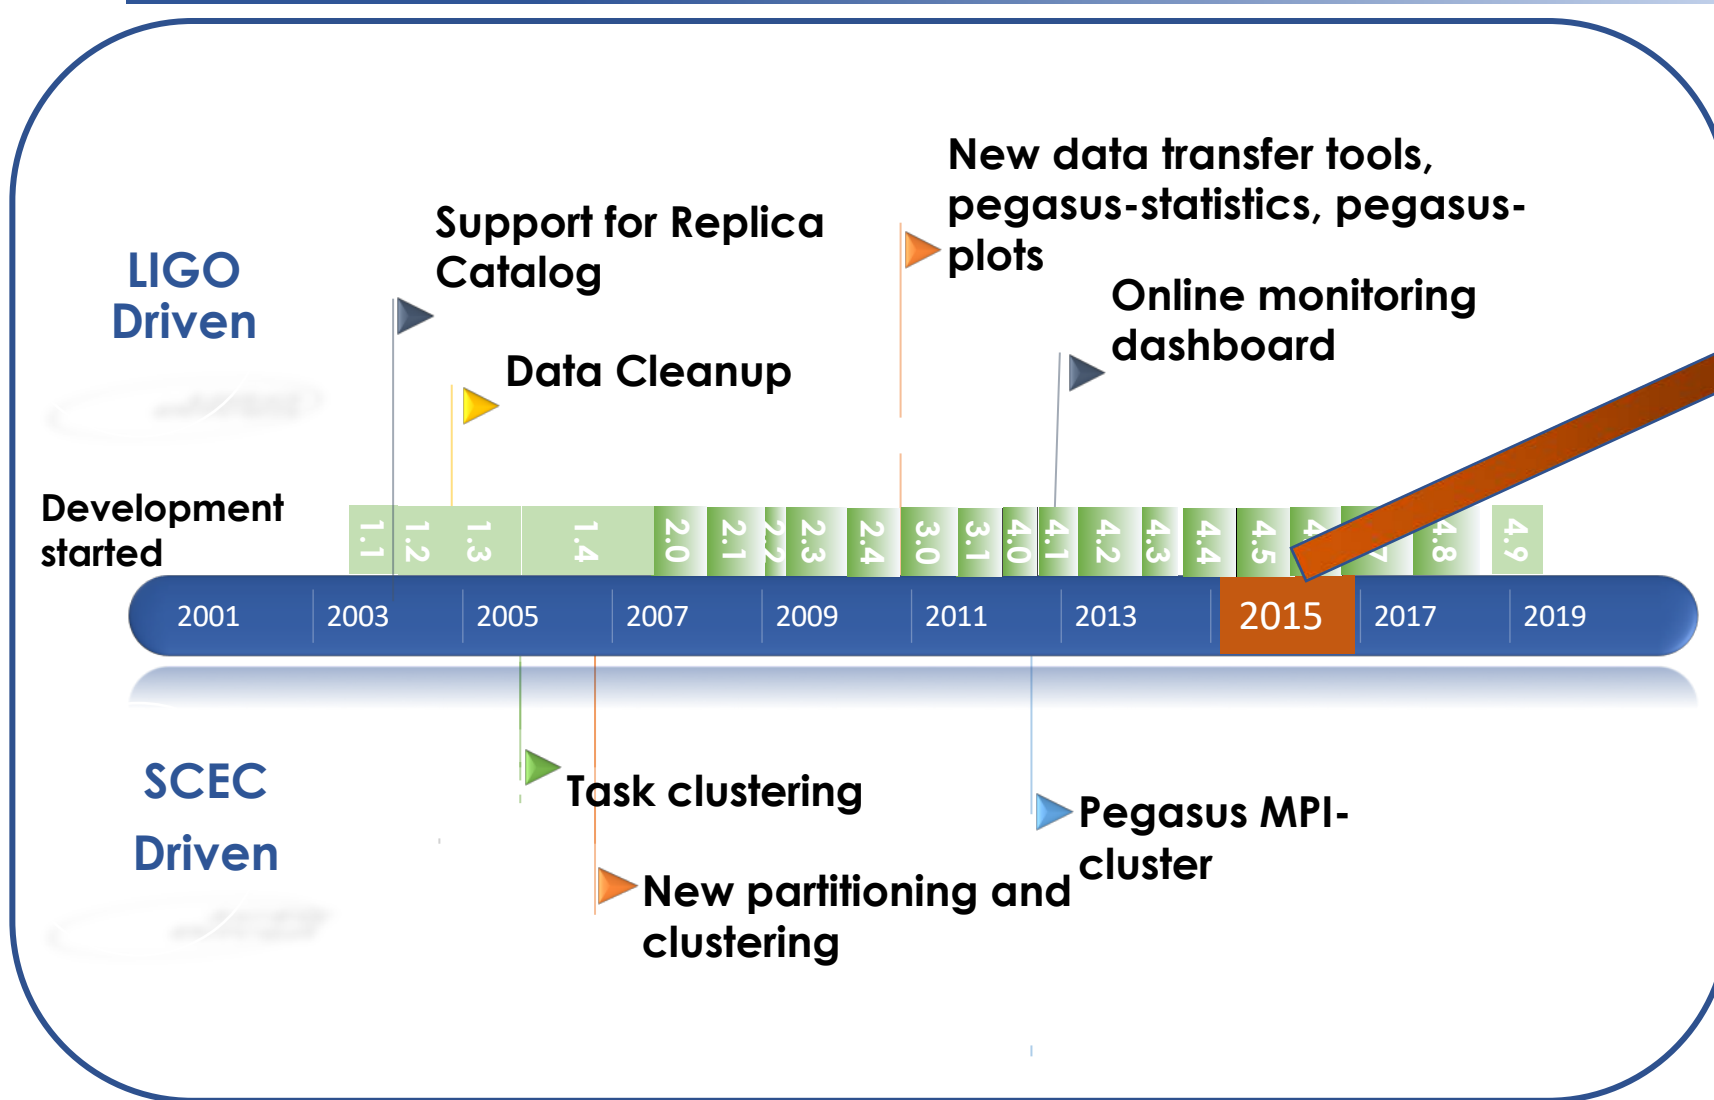 New data transfer tools,
pegasus-statistics, pegasus-
plots
Support for Replica
Catalog
LIGO
Driven
Online monitoring
dashboard
Data Cleanup
Development
started
1.1
1.2
1.3
1.4
2.0
2.1
2.2
2.3
2.4
3.0
3.1
4.0
4.1
4.2
4.3
4.4
4.5
4.8
4.9
2001
2003
2005
2007
2009
2011
2013
2015
2017
2019
SCEC
Driven
Task clustering
Pegasus MPI-
cluster
New partitioning and
clustering